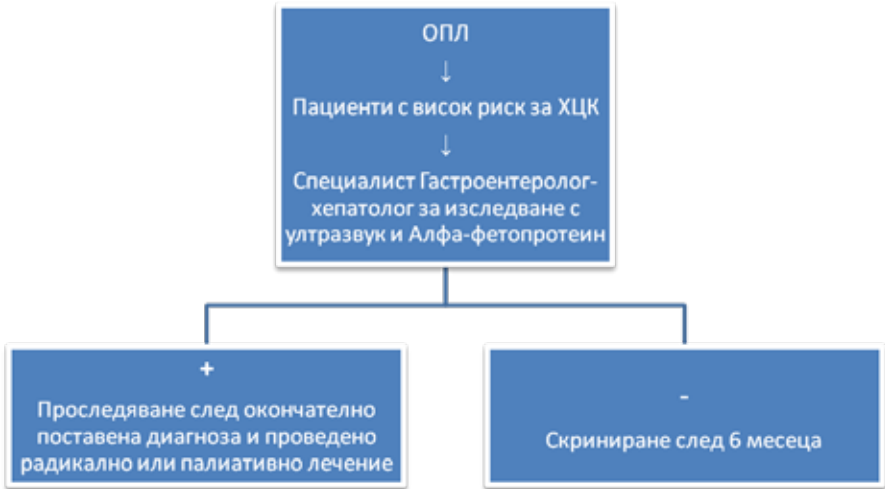 ОПЛ
↓
Пациенти с висок риск за ХЦК
↓
Специалист Гастроентеролог-
хепатолог за изследване с
ултразвук и Алфа-фетопротеин
+
Проследяване след окончателно
поставена диагноза и проведено
радикално или палиативно лечение
-
Скриниране след 6 месеца